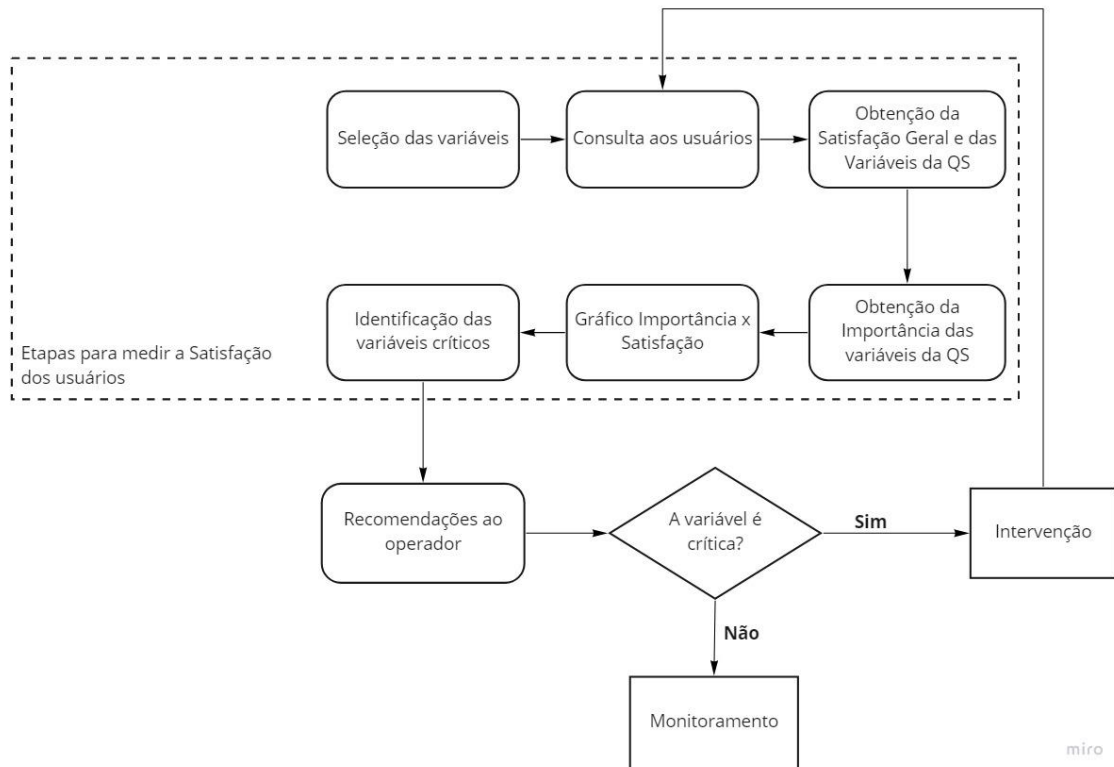 Seleção das variáveis
Consulta aos usuários
Obtenção da
Satisfação Geral e das
Variáveis da QS
Identificação das
variáveis críticos
Gráfico Importância x
Satisfação
Obtenção da
Importância das
variáveis da QS
Etapas para medir a Satisfação
dos usuários
Recomendações ao
operador
A variável é
crítica?
Sim
Intervenção
Não
Monitoramento
miro